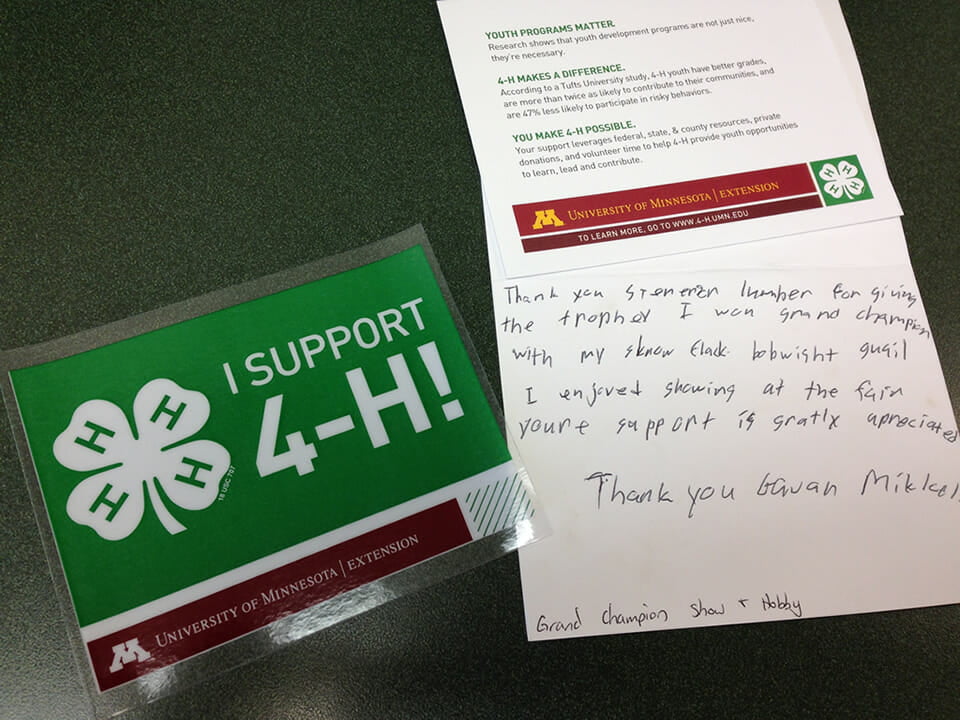 YOUTH PROGRAMS MATTER.
Research shows that youth development programs are not just nice,
they're necessary.
4-H MAKES A DIFFERENCE.
According to a Tufts University study, 4-H youth have better grades,
are more than twice as likely to contribute to their communities, and
are 47% less likely to participate in risky behaviors.
YOU MAKE 4-H POSSIBLE.
Your support leverages federal, state, & county resources, private
donations, and volunteer time to help 4-H provide youth opportunities
to learn, lead and contribute.
M UNIVERSITY OF MINNESOTA | EXTENSION
TO LEARN MORE, GO TO WWW.4-H.UMN.EDU
H H H H
I SUPPORT
4-H!
H H H H
18 USC 707
M UNIVERSITY OF MINNESOTA | EXTENSION
Thank you lumber for giving
the trophey I won grand champion
with my bobwight quail
I enjoyed showing at the fair
youre support is gratly apreciated
Thank you Gavan
Grand champion show + Hobby